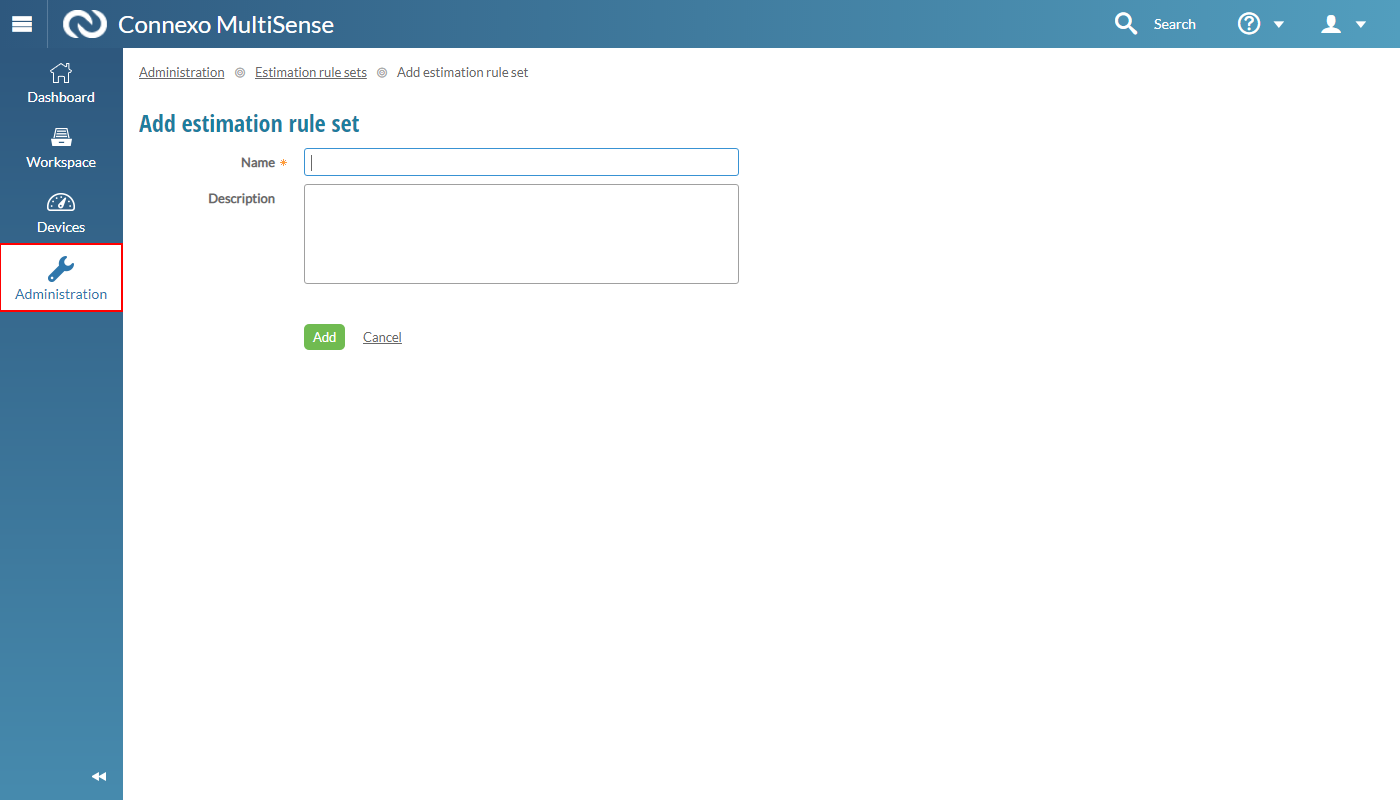 Connexo MultiSense
Search
Dashboard
Workspace
Devices
Administration
Administration Estimation rule sets Add estimation rule set
Add estimation rule set
Name *
Description
Add Cancel